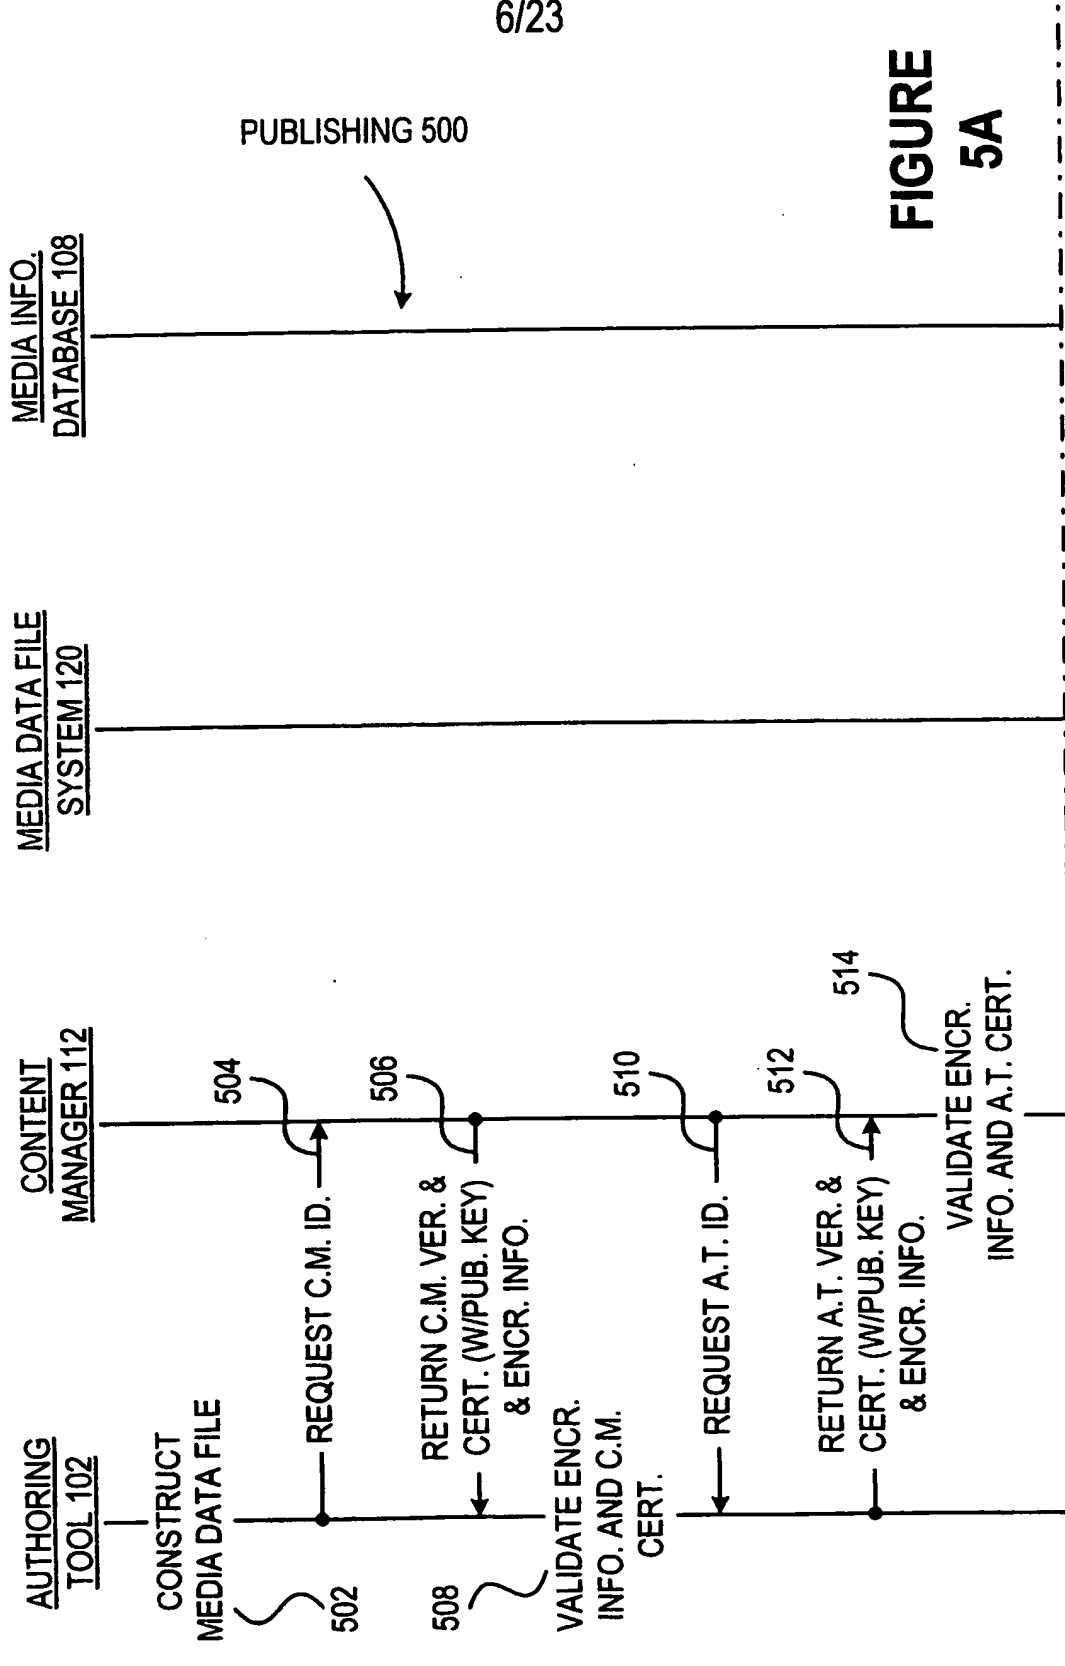 6/23
PUBLISHING 500
AUTHORING
TOOL 102
CONTENT
MANAGER 112
MEDIA DATA FILE
SYSTEM 120
MEDIA INFO.
DATABASE 108
CONSTRUCT
MEDIA DATA FILE
502
504
REQUEST C.M. ID.
506
RETURN C.M. VER. &
CERT. (W/PUB. KEY)
& ENCR. INFO.
508
VALIDATE ENCR.
INFO. AND C.M.
CERT.
510
REQUEST A.T. ID.
512
RETURN A.T. VER. &
CERT. (W/PUB. KEY)
& ENCR. INFO.
514
VALIDATE ENCR.
INFO. AND A.T. CERT.
FIGURE
5A